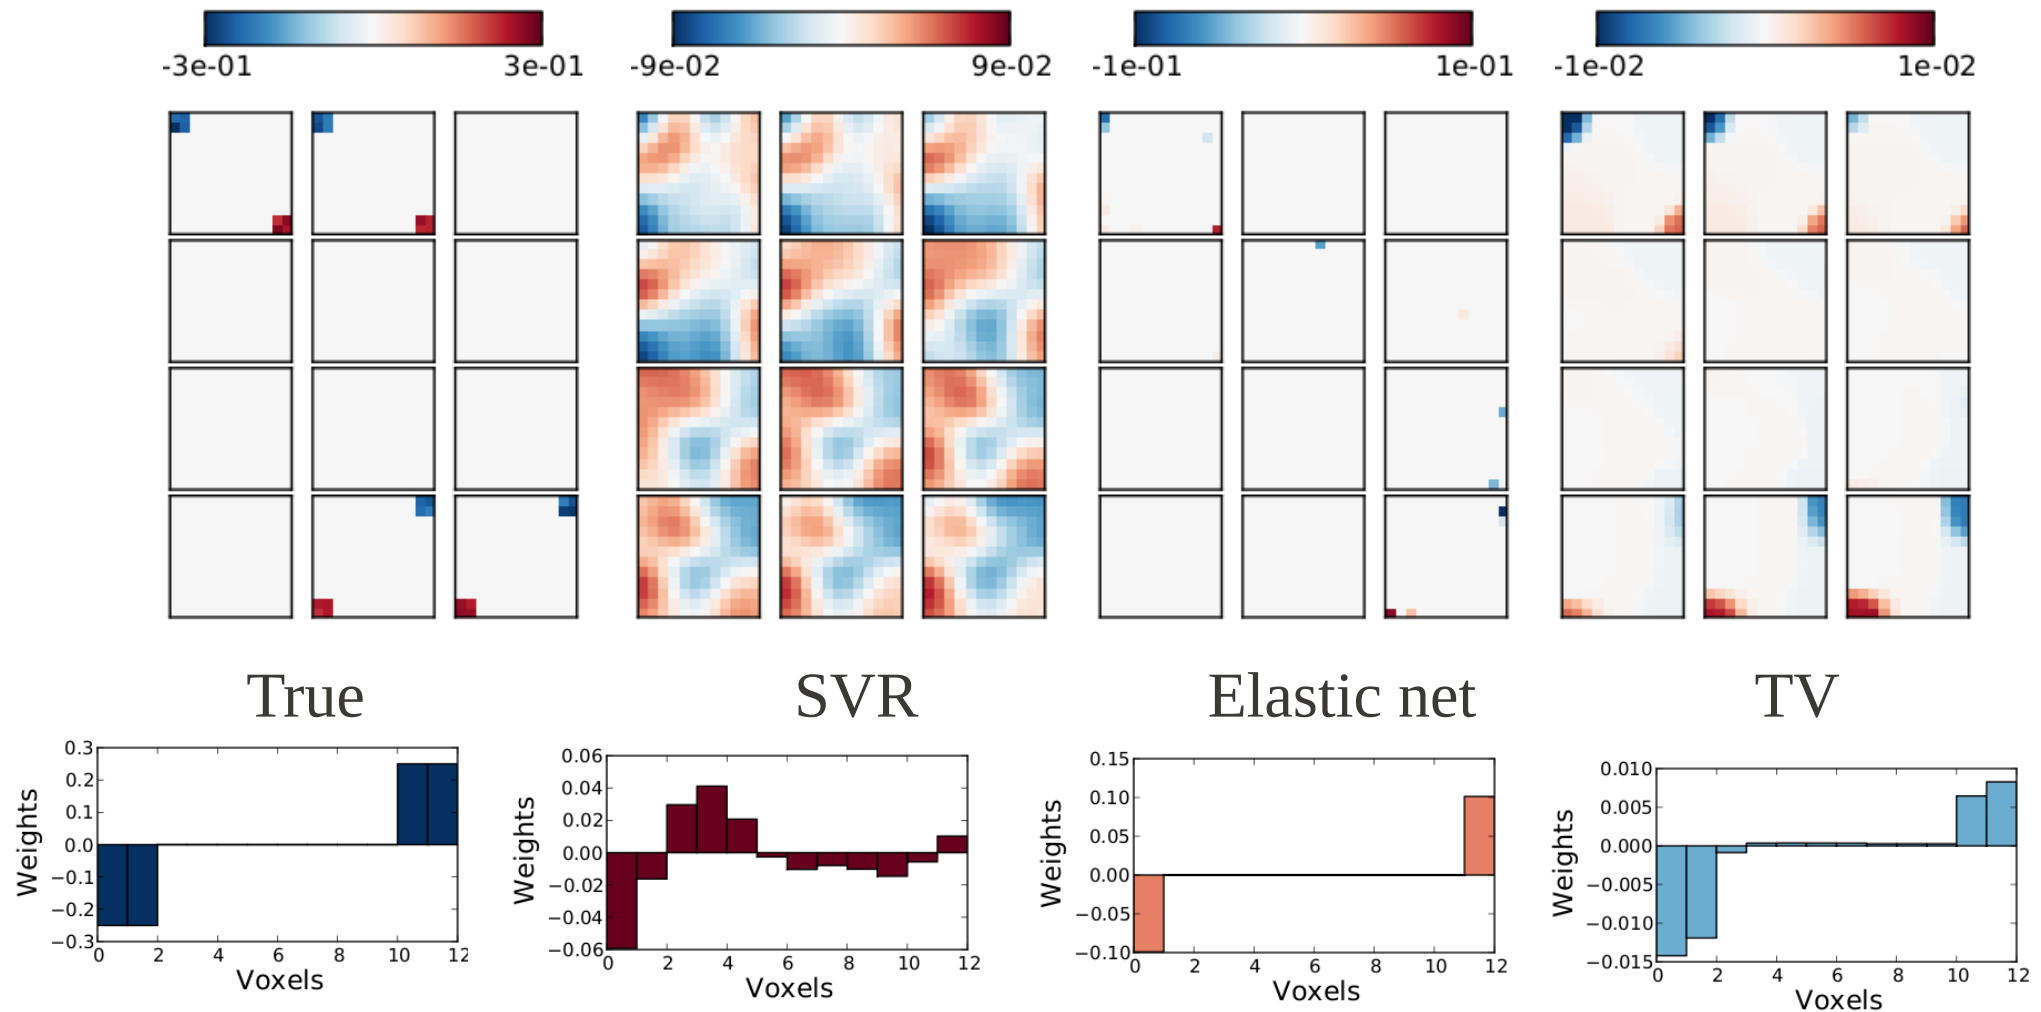 -3e-01 3e-01 -9e-02 9e-02 -1e-01 1e-01 -1e-02 1e-02
True SVR Elastic net TV
0.3
0.2
0.1
0.0
−0.1
−0.2
−0.3
Weights
0 2 4 6 8 10 12
Voxels
0.06
0.04
0.02
0.00
−0.02
−0.04
−0.06
Weights
0 2 4 6 8 10 12
Voxels
0.15
0.10
0.05
0.00
−0.05
−0.10
Weights
0 2 4 6 8 10 12
Voxels
0.010
0.005
0.000
−0.005
−0.010
−0.015
Weights
0 2 4 6 8 10 12
Voxels